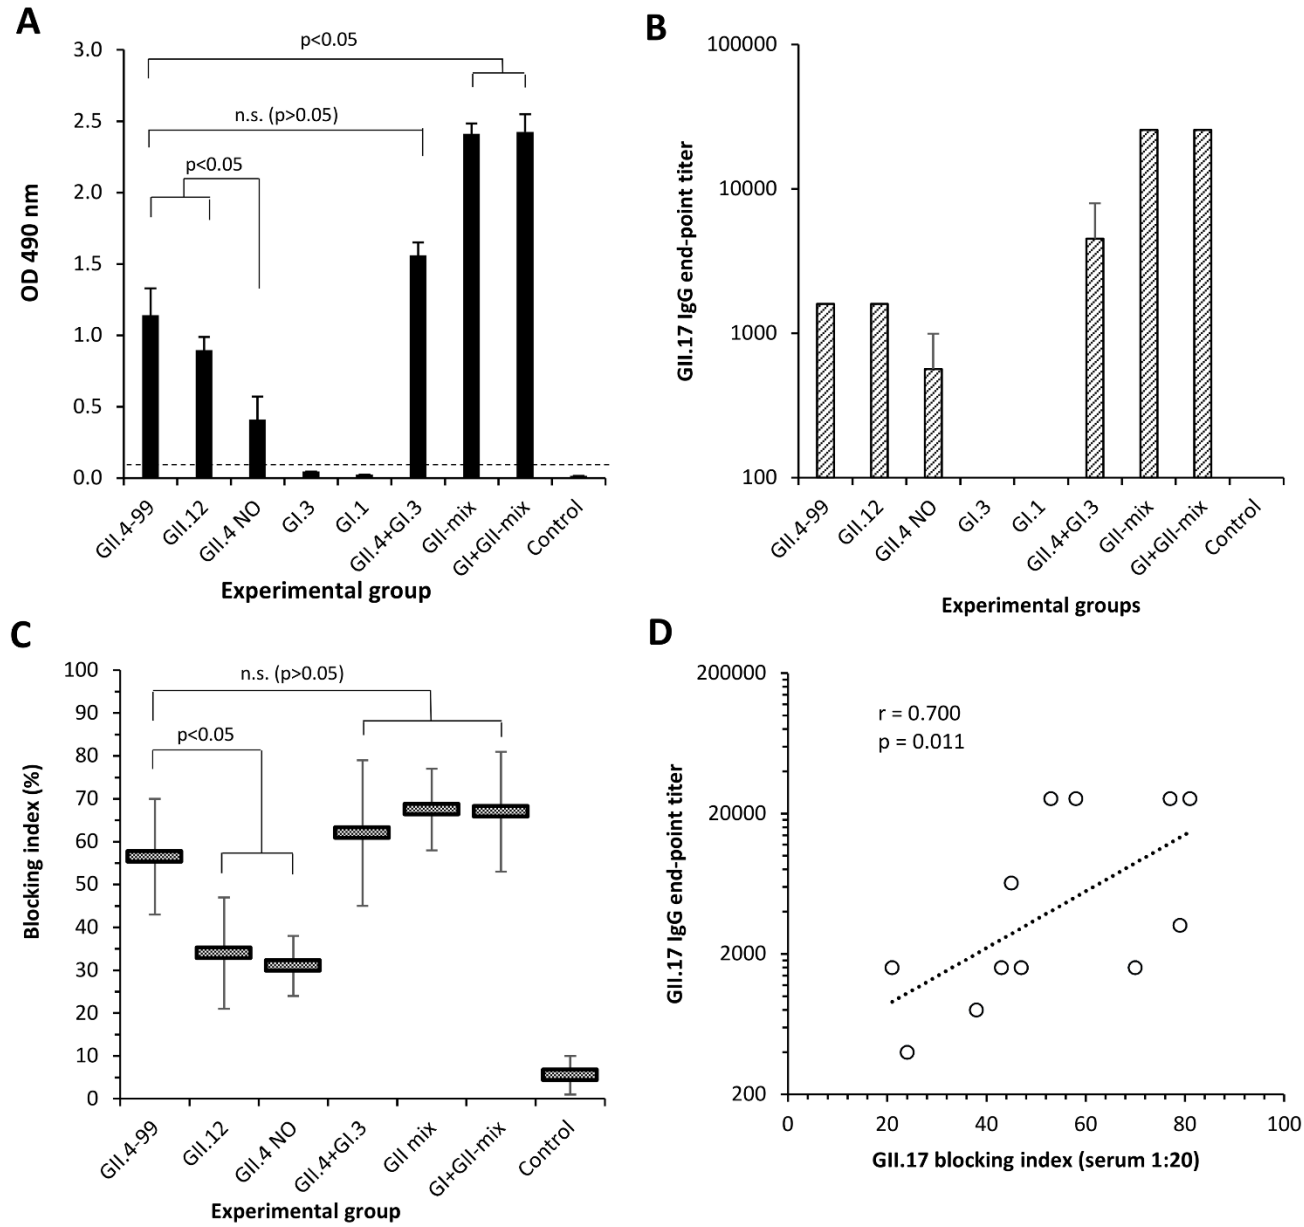 A
p<0.05
3.0
n.s. (p>0.05)
2.5
p<0.05
2.0
OD 490 nm
1.5
1.0
0.5
0.0
GII.4-99
GII.12
GII.4 NO
GI.3
GI.1
GII.4+GI.3
GII-mix
GI+GII-mix
Control
Experimental group
B
100000
10000
GII.17 IgG end-point titer
1000
100
GII.4-99
GII.12
GII.4 NO
GI.3
GI.1
GII.4+GI.3
GII-mix
GI+GII-mix
Control
Experimental groups
C
100
n.s. (p>0.05)
90
p<0.05
80
70
60
Blocking index (%)
50
40
30
20
10
0
GII.4-99
GII.12
GII.4 NO
GII.4+GI.3
GII mix
GI+GII-mix
Control
Experimental group
D
200000
r = 0.700
p = 0.011
20000
GII.17 IgG end-point titer
2000
200
0 20 40 60 80 100
GII.17 blocking index (serum 1:20)